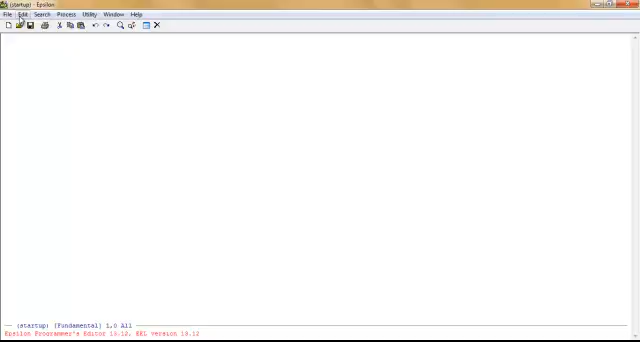 (startup) - Epsilon
File Edit Search Process Utility Window Help
(startup) [Fundamental] 1,0 All
Epsilon Programmer's Editor 13.12, EEL Version 13.12